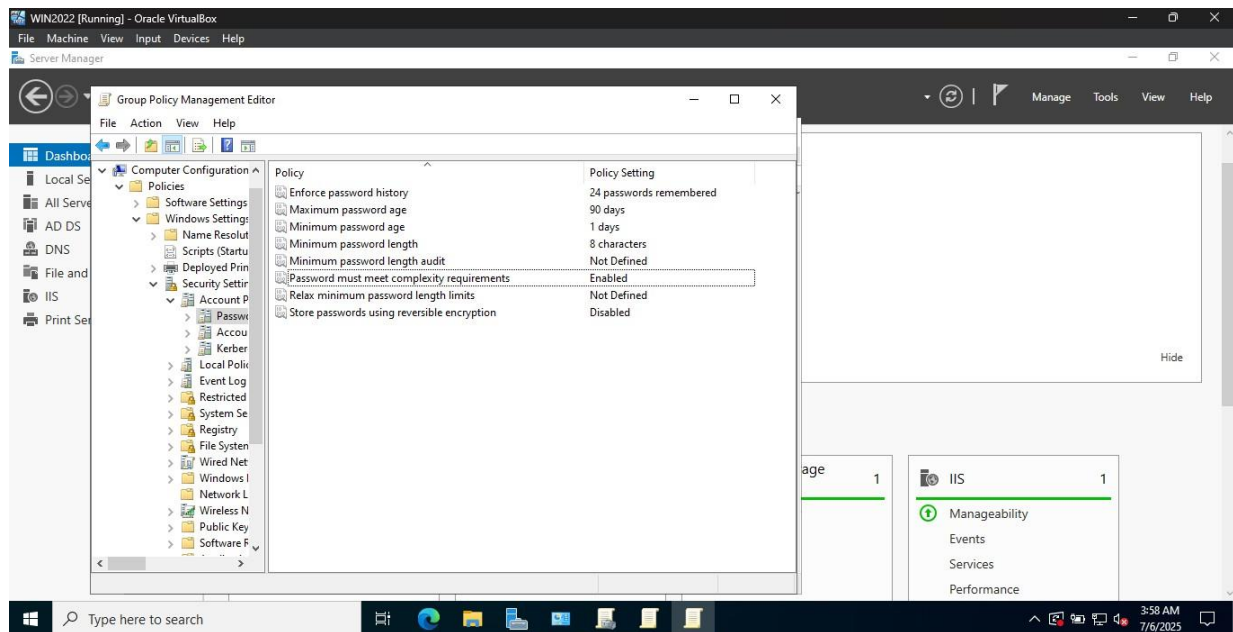 WIN2022 [Running] - Oracle VirtualBox
File Machine View Input Devices Help
Server Manager
Manage Tools View Help
Group Policy Management Editor
File Action View Help
Dashboa
Local Se
All Serve
AD DS
DNS
File and
IIS
Print Ser
Computer Configuration
Policies
Software Settings
Windows Settings
Name Resolut
Scripts (Startu
Deployed Prin
Security Settin
Account P
Passwo
Accou
Kerber
Local Polic
Event Log
Restricted
System Se
Registry
File System
Wired Net
Windows
Network L
Wireless N
Public Key
Software R
Policy Policy Setting
Enforce password history 24 passwords remembered
Maximum password age 90 days
Minimum password age 1 days
Minimum password length 8 characters
Minimum password length audit Not Defined
Password must meet complexity requirements Enabled
Relax minimum password length limits Not Defined
Store passwords using reversible encryption Disabled
Hide
age 1
IIS 1
Manageability
Events
Services
Performance
Type here to search
3:58 AM
7/6/2025